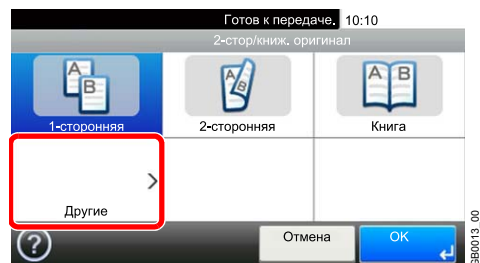 Готов к передаче. 10:10
2-стор/книж. оригинал
A B A B A B
1-сторонняя 2-сторонняя Книга
Другие
? Отмена OK
GB0013_00